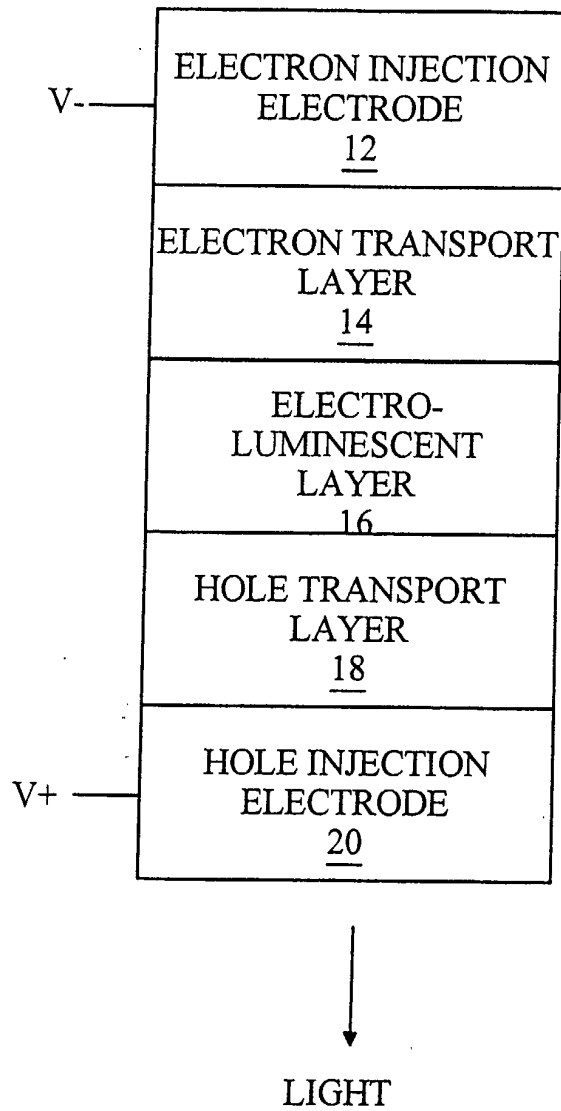 ELECTRON INJECTION
ELECTRODE
12
V-
ELECTRON TRANSPORT
LAYER
14
ELECTRO-
LUMINESCENT
LAYER
16
HOLE TRANSPORT
LAYER
18
HOLE INJECTION
ELECTRODE
20
V+
LIGHT